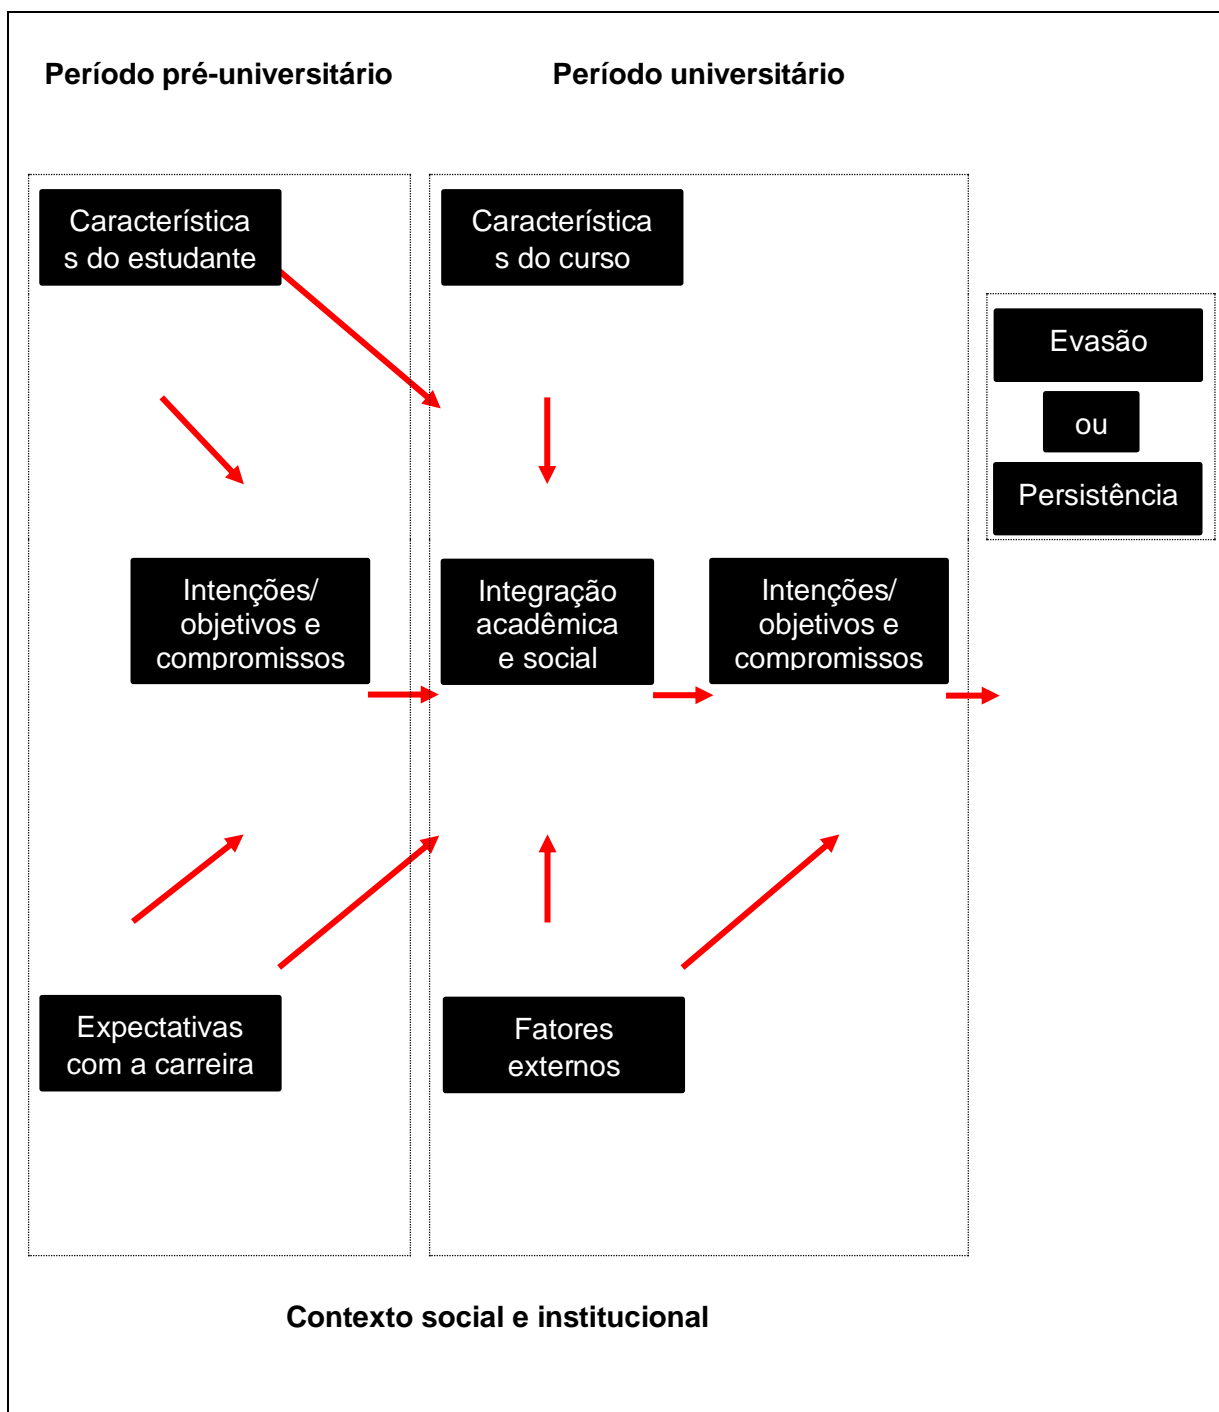 Período pré-universitário
Período universitário
Característica
s do estudante
Característica
s do curso
Evasão
ou
Persistência
Intenções/
objetivos e
compromissos
Integração
acadêmica
e social
Intenções/
objetivos e
compromissos
Expectativas
com a carreira
Fatores
externos
Contexto social e institucional